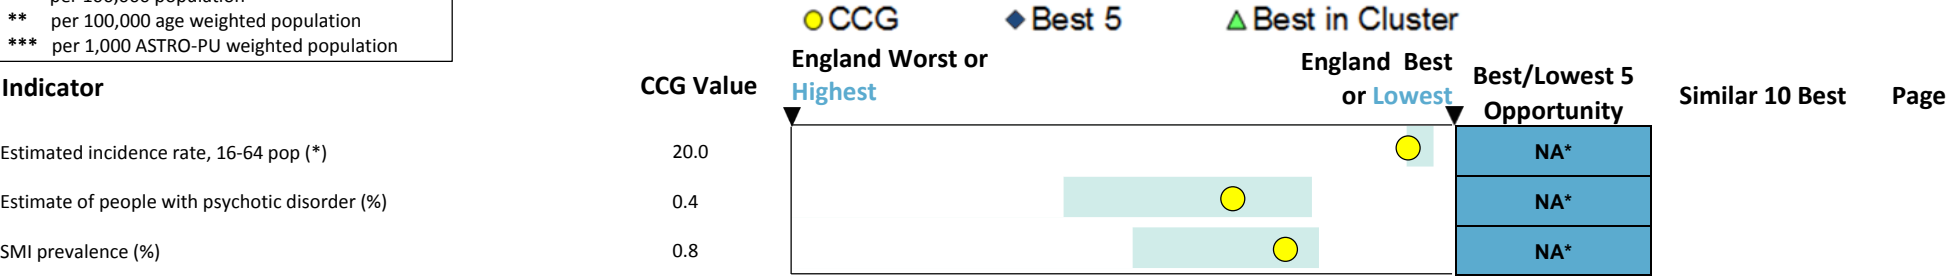 per 100,000 population
** per 100,000 age weighted population
*** per 1,000 ASTRO-PU weighted population
CCG Best 5 Best in Cluster
Indicator CCG Value England Worst or Highest England Best or Lowest Best/Lowest 5 Opportunity Similar 10 Best Page
Estimated incidence rate, 16-64 pop (*) 20.0 NA*
Estimate of people with psychotic disorder (%) 0.4 NA*
SMI prevalence (%) 0.8 NA*